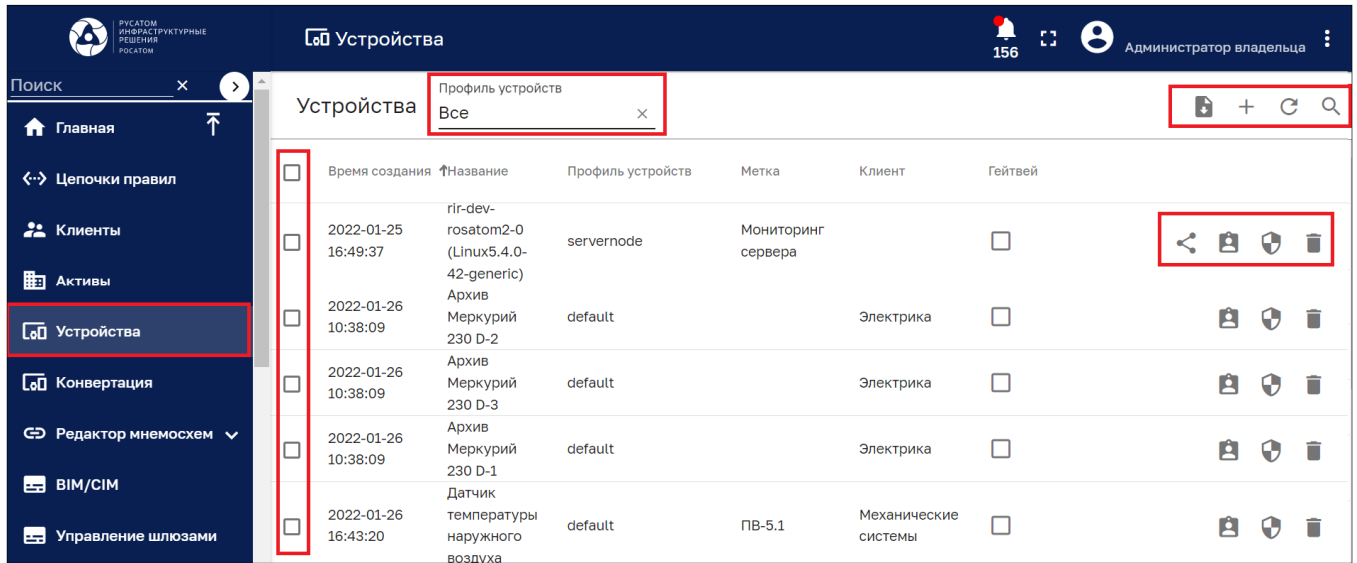 РУСАТОМ
ИНФРАСТРУКТУРНЫЕ
РЕШЕНИЯ
РОСАТОМ
Устройства
156
Администратор владельца
Поиск
Главная
Цепочки правил
Клиенты
Активы
Устройства
Конвертация
Редактор мнемосхем
BIM/CIM
Управление шлюзами
Устройства
Профиль устройств
Все
Время создания Название Профиль устройств Метка Клиент Гейтвей
2022-01-25
16:49:37
rir-dev-
rosatom2-0
(Linux5.4.0-
42-generic)
servernode
Мониторинг
сервера
2022-01-26
10:38:09
Архив
Меркурий
230 D-2
default
Электрика
2022-01-26
10:38:09
Архив
Меркурий
230 D-3
default
Электрика
2022-01-26
10:38:09
Архив
Меркурий
230 D-1
default
Электрика
2022-01-26
16:43:20
Датчик
температуры
наружного
воздуха
default
ПВ-5.1
Механические
системы